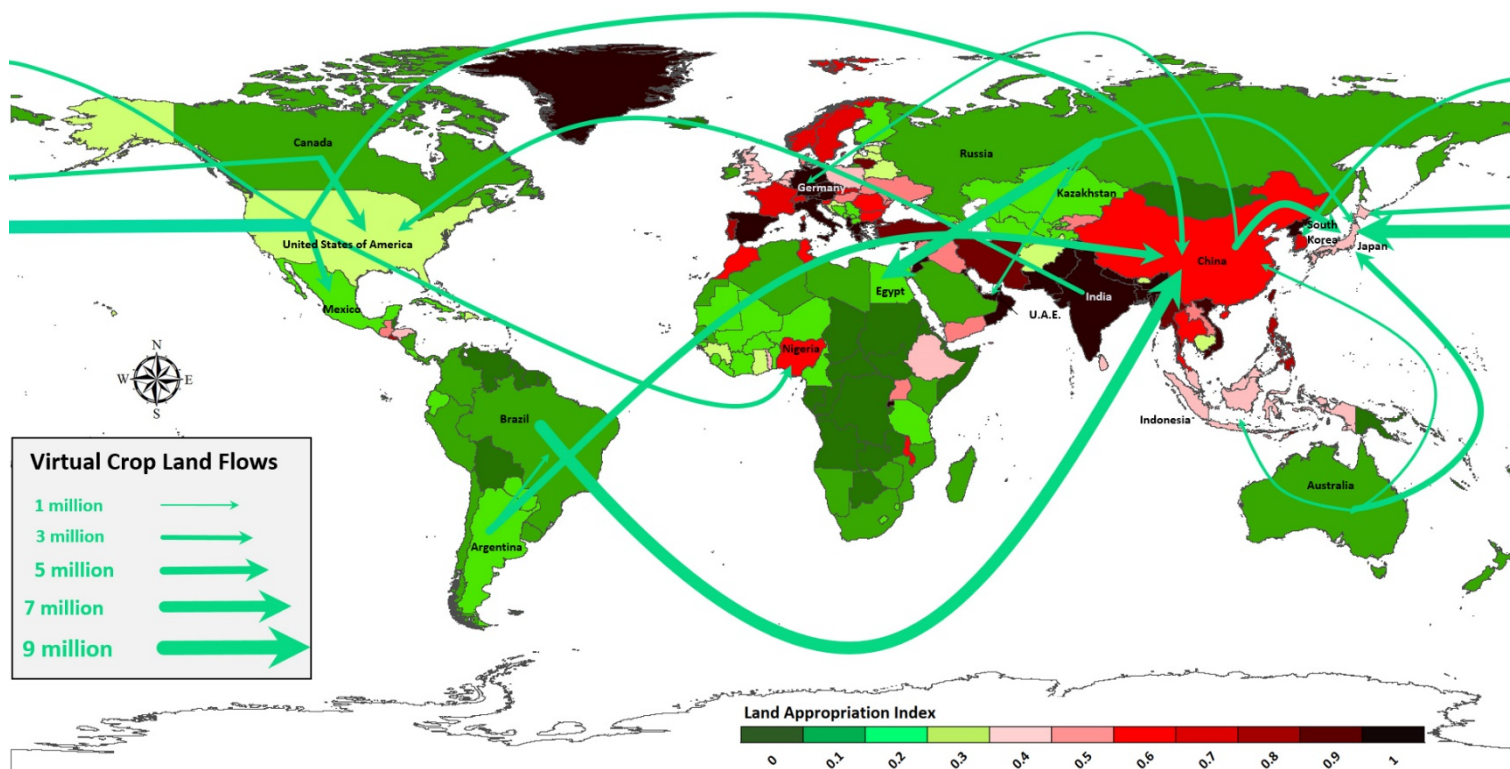 Canada
Russia
Germany
Kazakhstan
United States of America
South
Korea
Japan
China
Mexico
Egypt
India
U.A.E.
Nigeria
N
W
E
S
Brazil
Indonesia
Australia
Argentina
Virtual Crop Land Flows
1 million
3 million
5 million
7 million
9 million
Land Appropriation Index
0 0.1 0.2 0.3 0.4 0.5 0.6 0.7 0.8 0.9 1